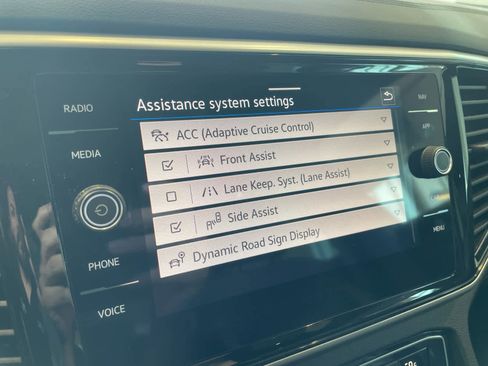 RADIO
MEDIA
PHONE
VOICE
Assistance system settings
ACC (Adaptive Cruise Control)
Front Assist
Lane Keep. Syst. (Lane Assist)
Side Assist
Dynamic Road Sign Display
NAV
APP
MENU